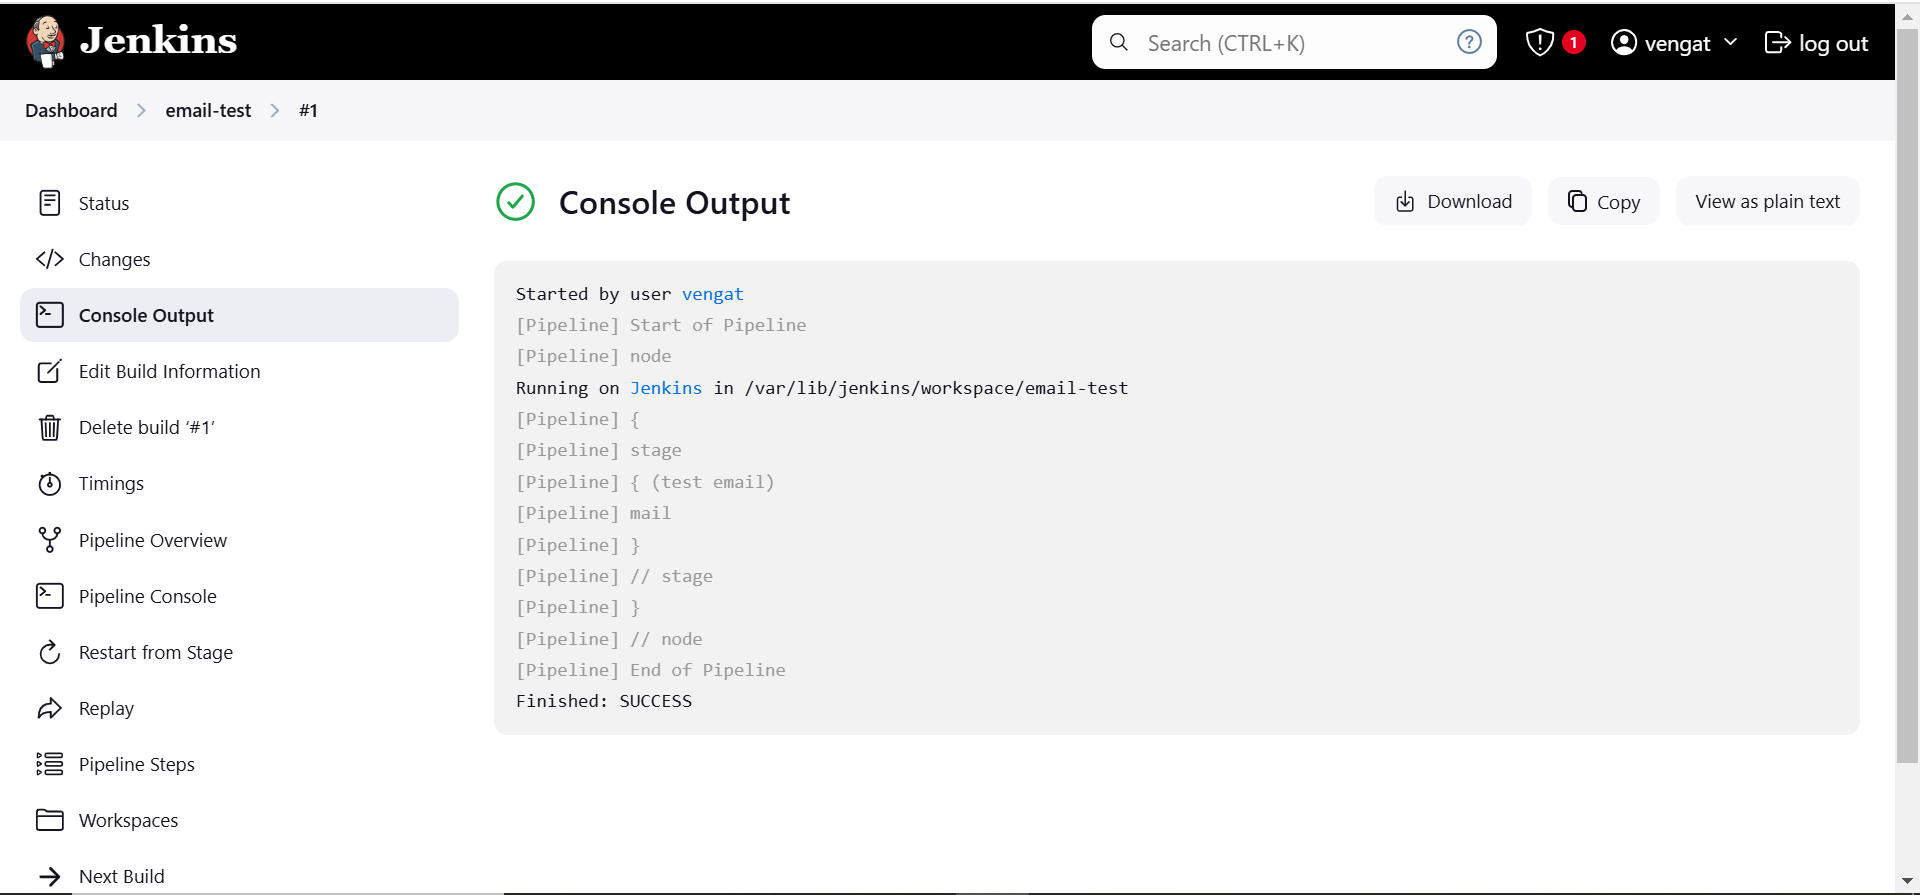 Jenkins
Search (CTRL+K)
?
1
vengat
log out
Dashboard
email-test
#1
Status
Changes
Console Output
Edit Build Information
Delete build ‘#1’
Timings
Pipeline Overview
Pipeline Console
Restart from Stage
Replay
Pipeline Steps
Workspaces
Next Build
Console Output
Download
Copy
View as plain text
Started by user vengat
[Pipeline] Start of Pipeline
[Pipeline] node
Running on Jenkins in /var/lib/jenkins/workspace/email-test
[Pipeline] {
[Pipeline] stage
[Pipeline] { (test email)
[Pipeline] mail
[Pipeline] }
[Pipeline] // stage
[Pipeline] }
[Pipeline] // node
[Pipeline] End of Pipeline
Finished: SUCCESS